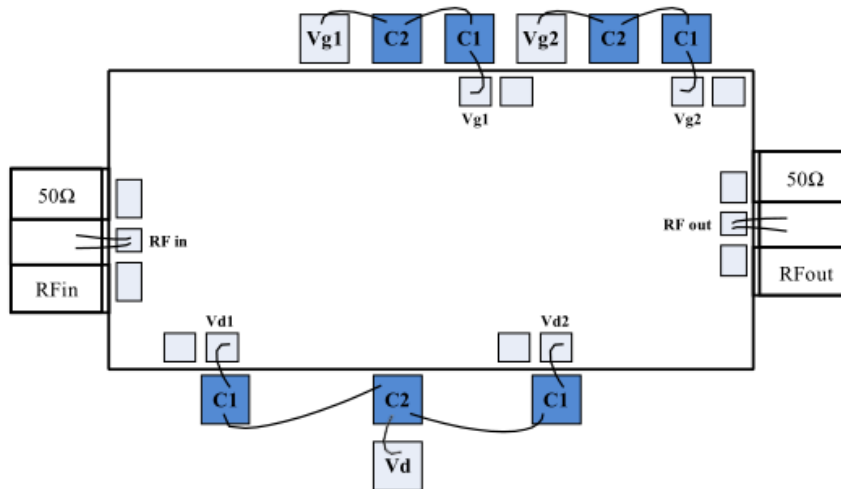 Vg1 C2 C1 Vg2 C2 C1
Vg1 Vg2
50Ω 50Ω
RF in RF out
RFin RFout
Vd1 Vd2
C1 C2 C1
Vd